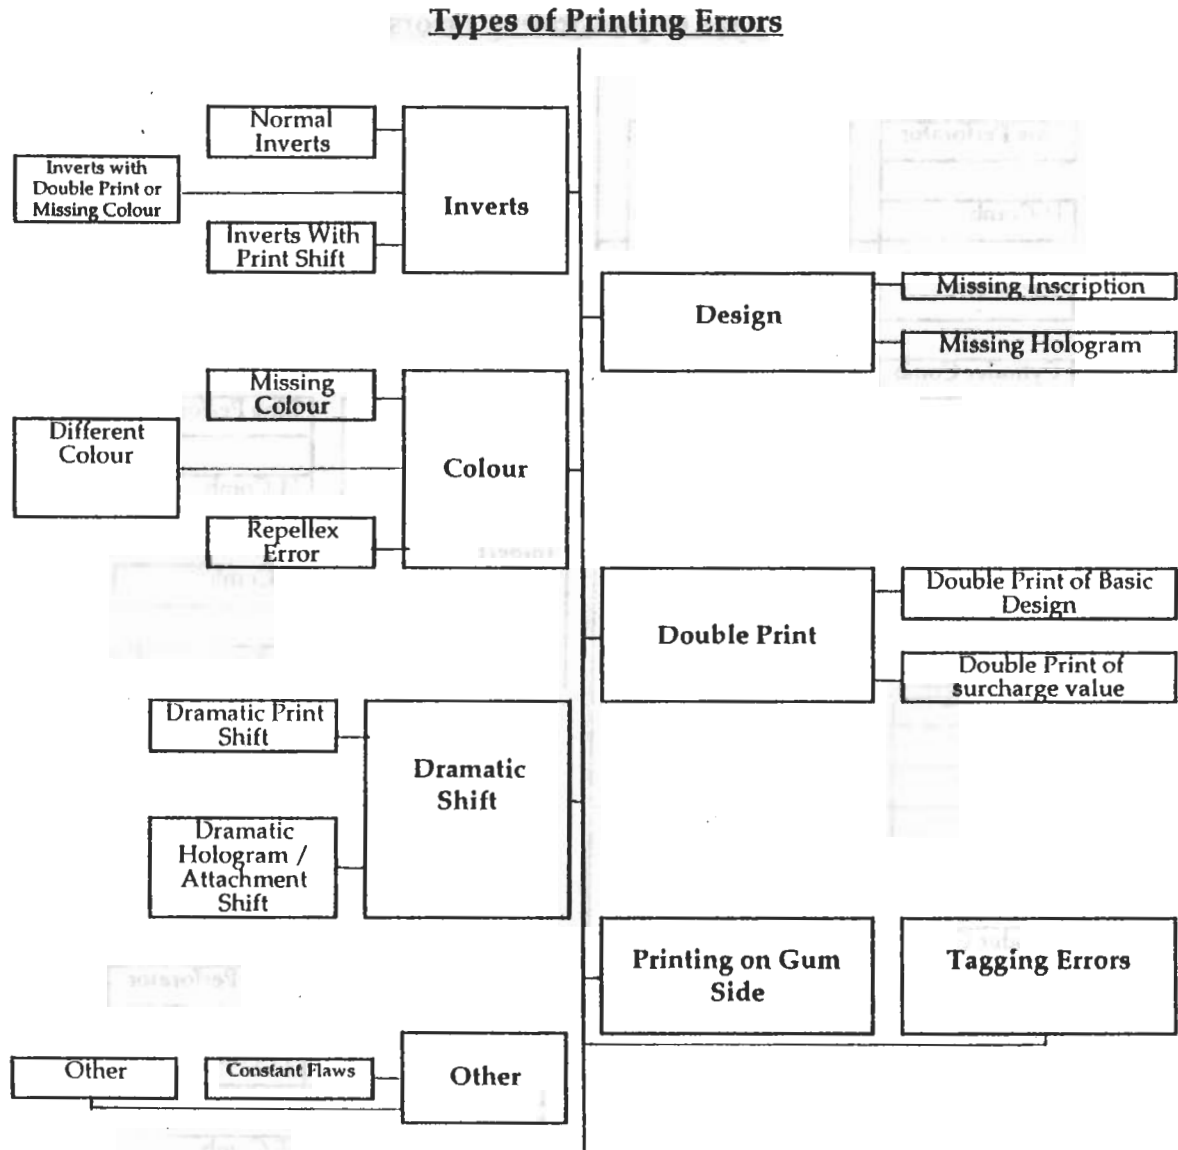 Types of Printing Errors
Normal
Inverts
Inverts with
Double Print or
Missing Colour
Inverts With
Print Shift
Inverts
Design
Missing Inscription
Missing Hologram
Missing
Colour
Different
Colour
Repellex
Error
Colour
Double Print
Double Print of Basic
Design
Double Print of
surcharge value
Dramatic Print
Shift
Dramatic
Hologram /
Attachment
Shift
Dramatic
Shift
Printing on Gum
Side
Tagging Errors
Other
Constant Flaws
Other